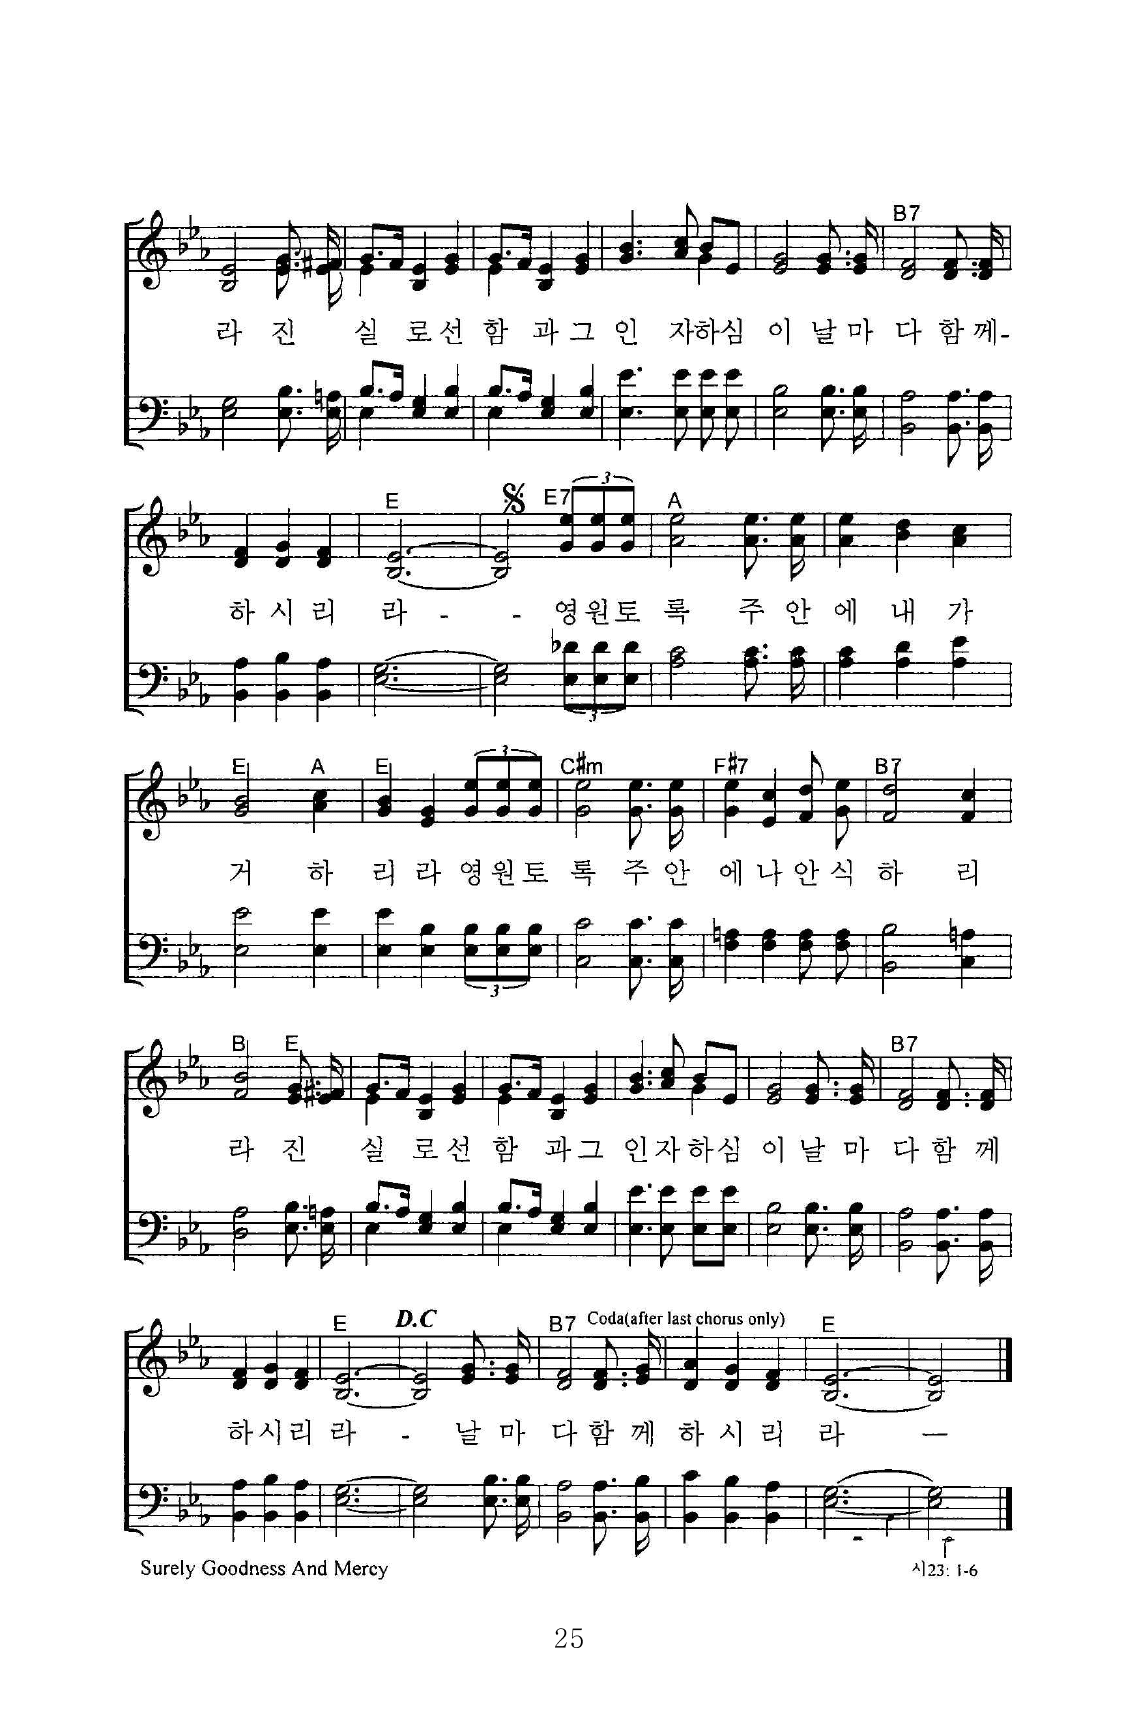 B7
라 진 실 로선 함 과그 인 자하심 이 날마 다 함께-
E E7 3 A
하 시 리 라 - - 영원토 록 주 안 에 내 가
3
E A E 3 C#m F#7 B7
거 하 리 라 영원토 록 주 안 에나안식 하 리
3
B E B7
라 진 실 로선 함 과그 인자하심 이날 마 다함 께
E D.C B7 Coda(after last chorus only) E
하시리 라 - 날 마 다함 께 하 시 리 라 —
Surely Goodness And Mercy 시23: 1-6
25